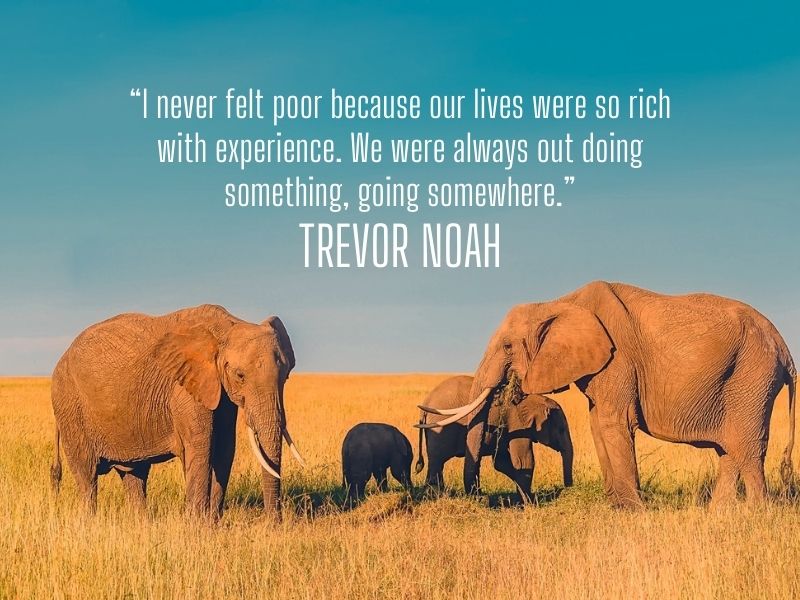 “I never felt poor because our lives were so rich
with experience. We were always out doing
something, going somewhere.”
TREVOR NOAH